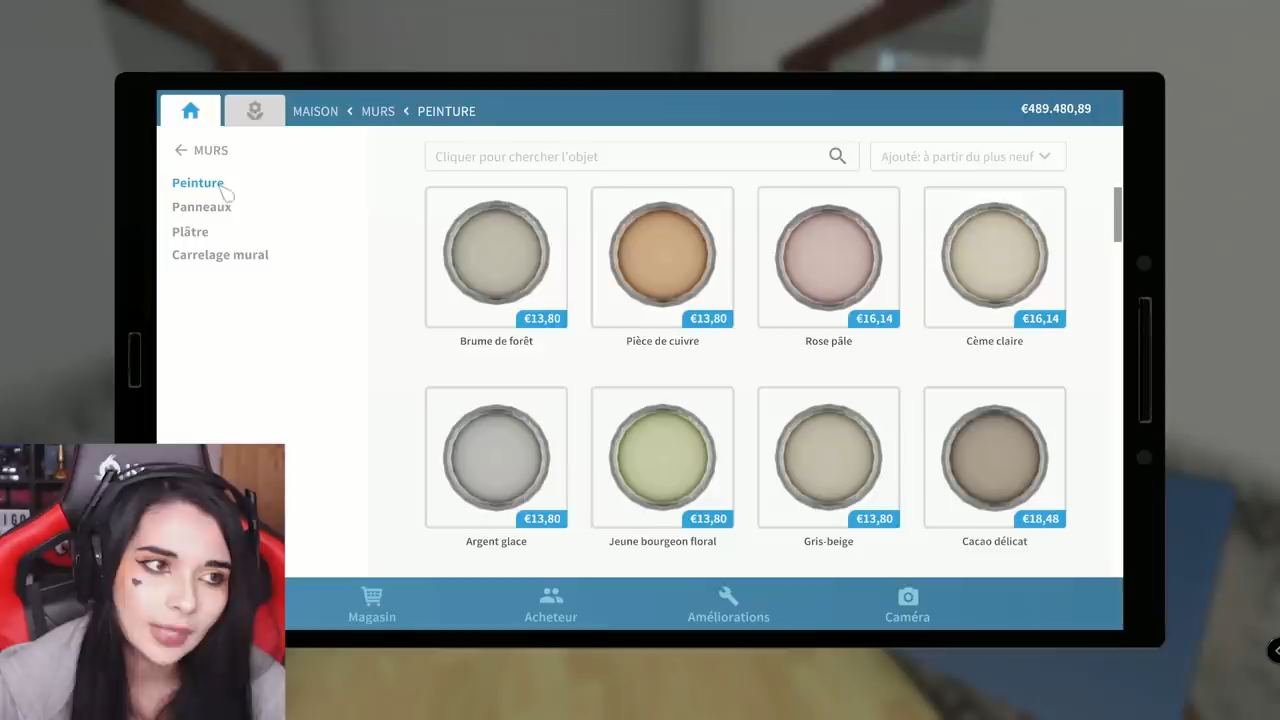 MAISON < MURS < PEINTURE
€489.480,89
MURS
Cliquer pour chercher l'objet
Ajouté: à partir du plus neuf
Peinture
Panneaux
Plâtre
Carrelage mural
€13,80
€13,80
€16,14
€16,14
Brume de forêt
Pièce de cuivre
Rose pâle
Cème claire
€13,80
€13,80
€13,80
€18,48
Argent glace
Jeune bourgeon floral
Gris-beige
Cacao délicat
Magasin
Acheteur
Améliorations
Caméra